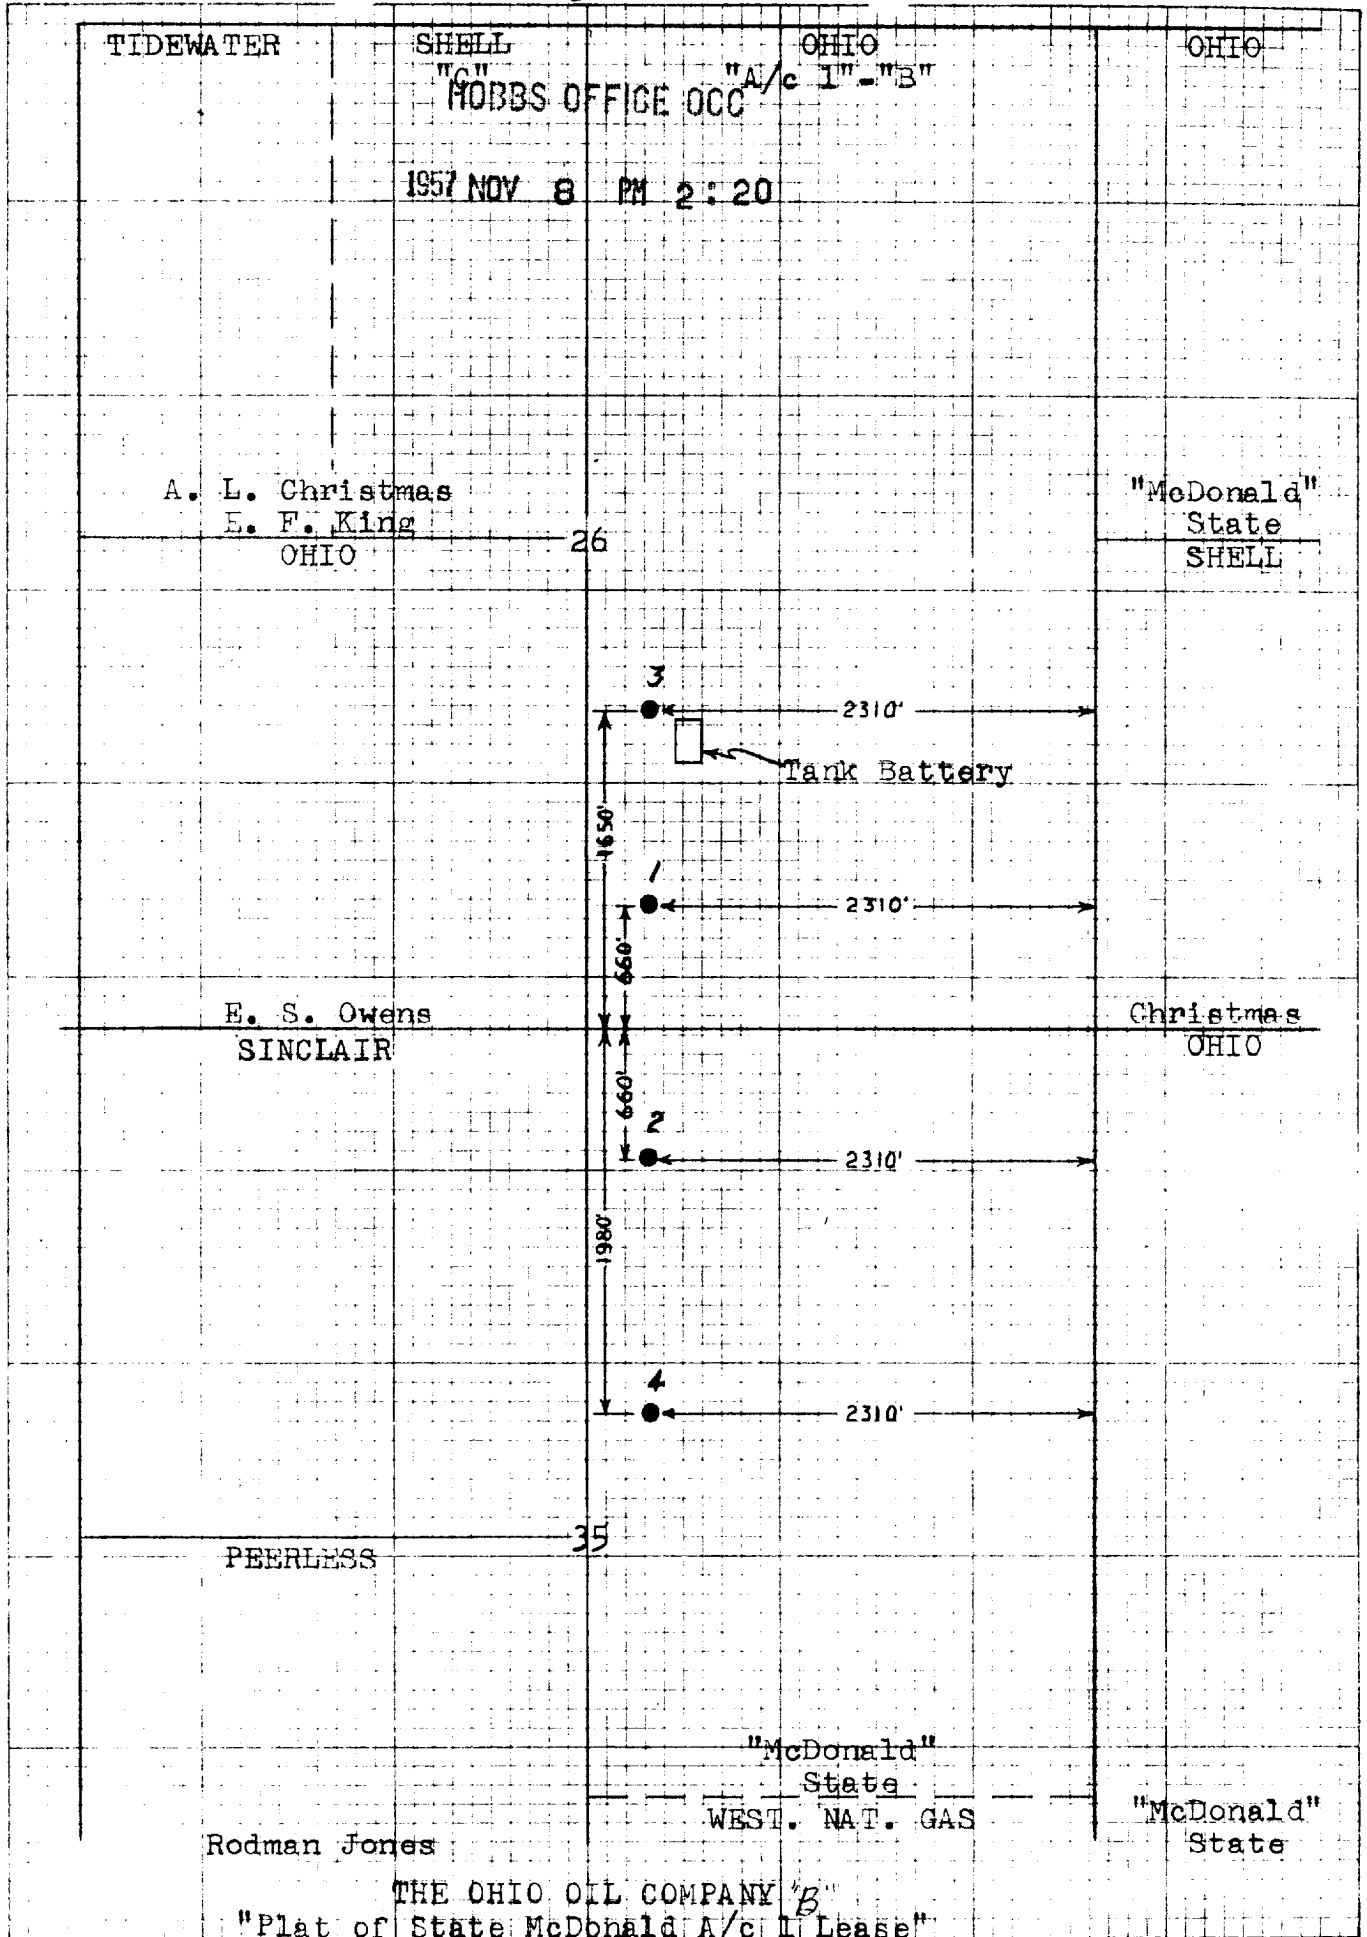 TIDEWATER SHELL OHIO OHIO
"C" "A/c 1"-"B"
HOBBS OFFICE OCC
1957 NOV 8 PM 2:20
A. L. Christmas
E. F. King
OHIO
26
"McDonald"
State
SHELL
3
2310'
Tank Battery
1650'
1
2310'
660'
E. S. Owens
SINCLAIR
Christmas
OHIO
660'
2
2310'
1980'
4
2310'
35
PEERLESS
"McDonald"
State
WEST. NAT. GAS
"McDonald"
State
Rodman Jones
THE OHIO OIL COMPANY "B"
"Plat of State McDonald A/c 1 Lease"